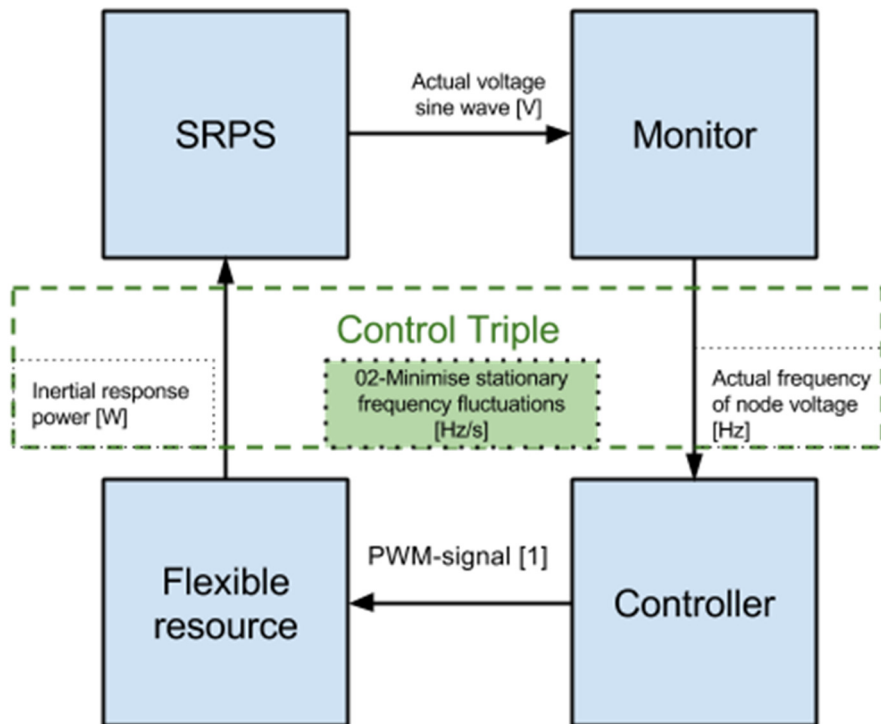 SRPS
Actual voltage
sine wave [V]
Monitor
Control Triple
Inertial response
power [W]
02-Minimise stationary
frequency fluctuations
[Hz/s]
Actual frequency
of node voltage
[Hz]
Flexible
resource
PWM-signal [1]
Controller